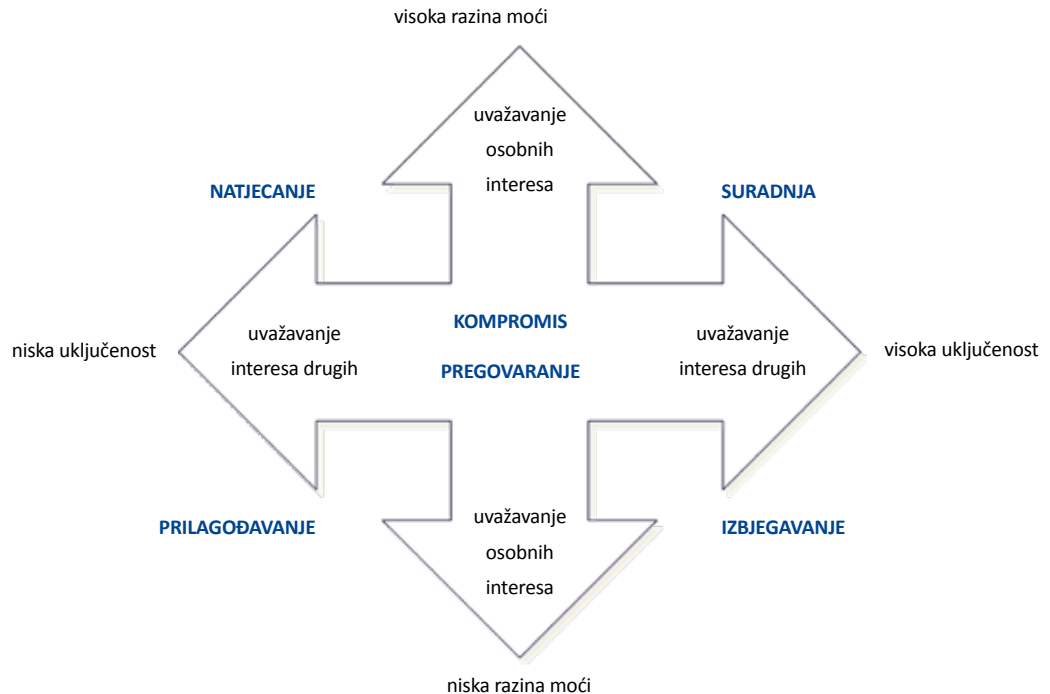 visoka razina moći
uvažavanje
osobnih
interesa
NATJECANJE
SURADNJA
niska uključenost
uvažavanje
interesa drugih
KOMPROMIS
PREGOVARANJE
uvažavanje
interesa drugih
visoka uključenost
PRILAGOĐAVANJE
uvažavanje
osobnih
interesa
IZBJEGAVANJE
niska razina moći